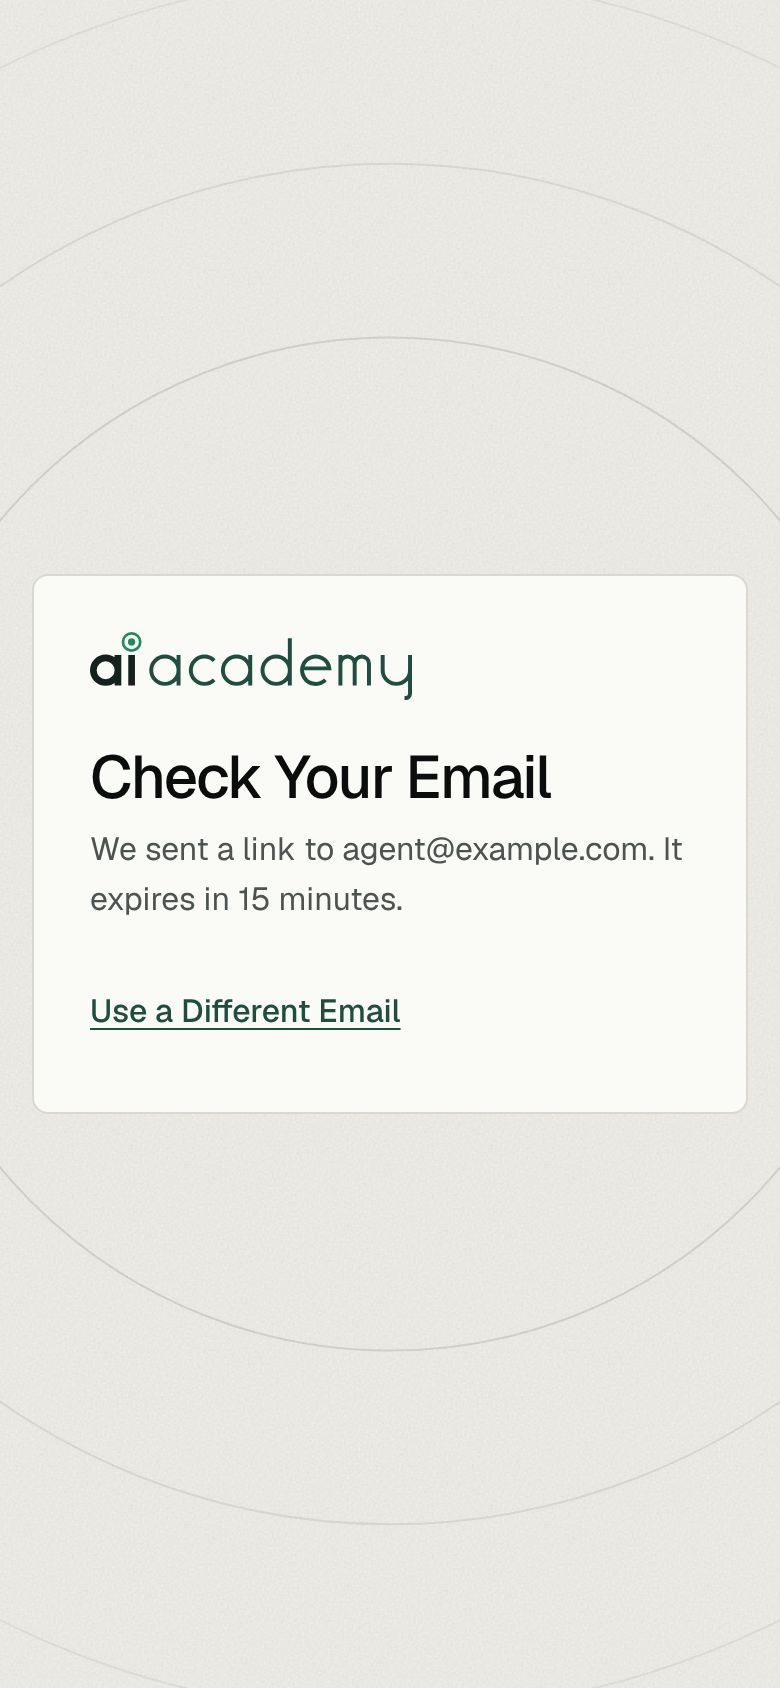 ai academy
Check Your Email
We sent a link to agent@example.com. It
expires in 15 minutes.
Use a Different Email